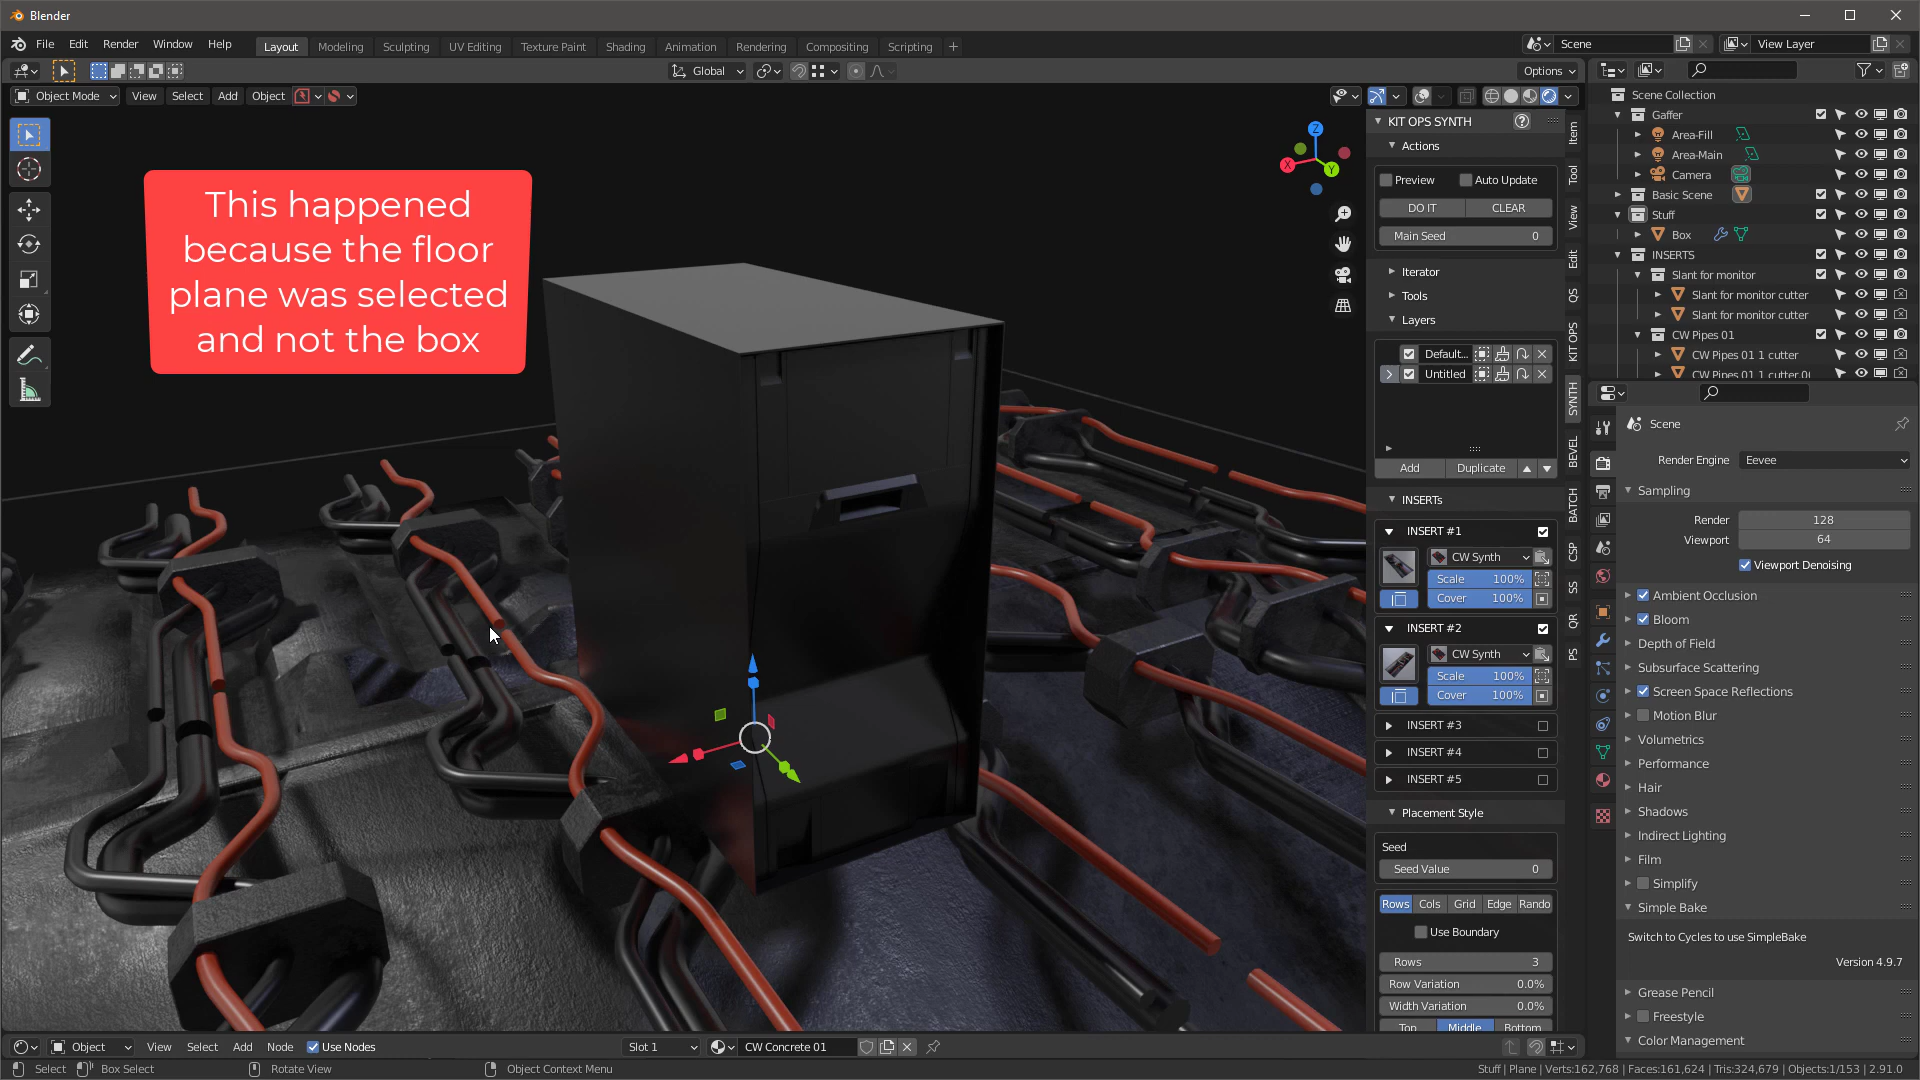 Blender
File Edit Render Window Help
Layout Modeling Sculpting UV Editing Texture Paint Shading Animation Rendering Compositing Scripting +
Scene
View Layer
Global
Options
Object Mode View Select Add Object
This happened
because the floor
plane was selected
and not the box
Z
X
Y
KIT OPS SYNTH
Actions
Preview Auto Update
DO IT CLEAR
Main Seed 0
Iterator
Tools
Layers
Default...
Untitled
Add Duplicate
INSERTs
INSERT #1
CW Synth
Scale 100%
Cover 100%
INSERT #2
CW Synth
Scale 100%
Cover 100%
INSERT #3
INSERT #4
INSERT #5
Placement Style
Seed
Seed Value 0
Rows Cols Grid Edge Rando
Use Boundary
Rows 3
Row Variation 0.0%
Width Variation 0.0%
Top Middle Bottom
Item
Tool
View
Edit
QS
KIT OPS
SYNTH
BEVEL
BATCH
CSP
SS
QR
PS
Scene Collection
Gaffer
Area-Fill
Area-Main
Camera
Basic Scene
Stuff
Box
INSERTS
Slant for monitor
Slant for monitor cutter
Slant for monitor cutter
CW Pipes 01
CW Pipes 01 1 cutter
CW Pipes 01 1 cutter.0
Scene
Render Engine Eevee
Sampling
Render 128
Viewport 64
Viewport Denoising
Ambient Occlusion
Bloom
Depth of Field
Subsurface Scattering
Screen Space Reflections
Motion Blur
Volumetrics
Performance
Hair
Shadows
Indirect Lighting
Film
Simplify
Simple Bake
Switch to Cycles to use SimpleBake
Version 4.9.7
Grease Pencil
Freestyle
Color Management
Object View Select Add Node Use Nodes Slot 1 CW Concrete 01
Select Box Select Rotate View Object Context Menu
Stuff | Plane | Verts:162,768 | Faces:161,624 | Tris:324,679 | Objects:1/153 | 2.91.0